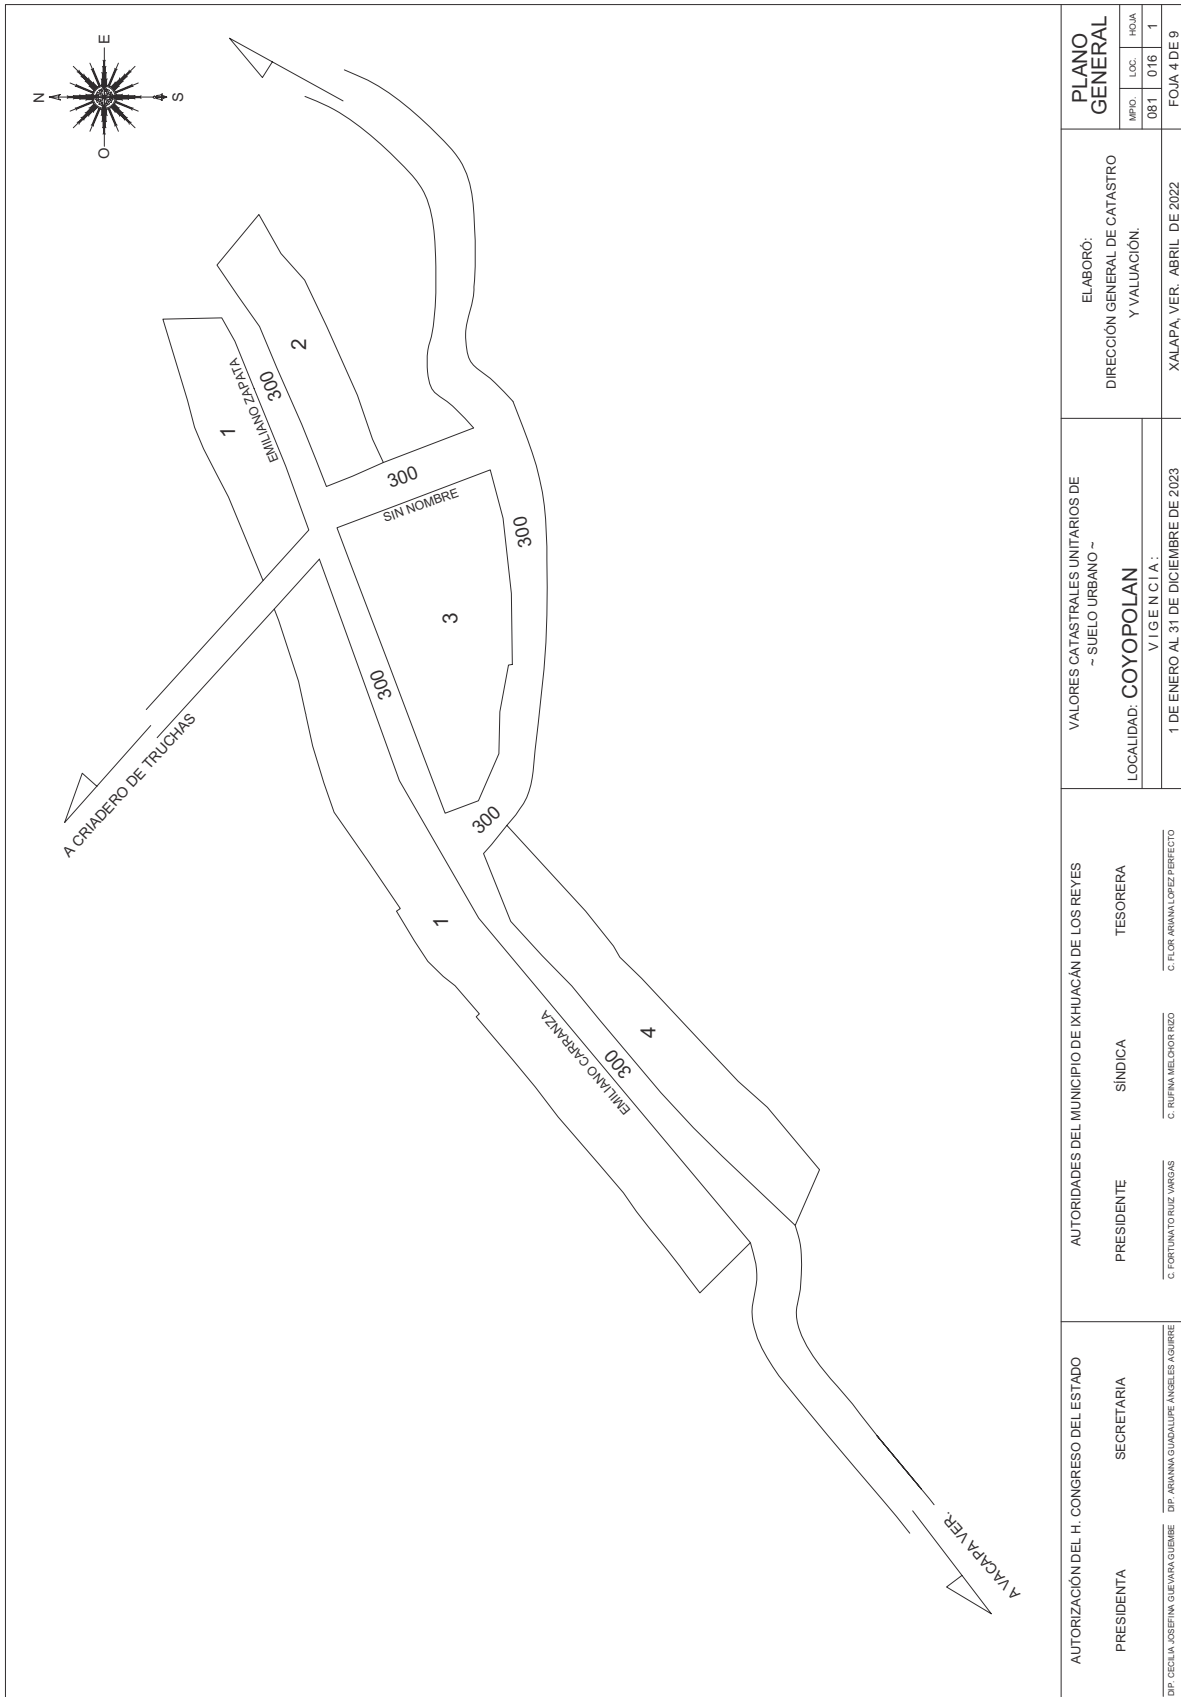 N
E
S
O
A CRIADERO DE TRUCHAS
1
EMILIANO ZAPATA
300
2
300
SIN NOMBRE
300
3
300
300
1
EMILIANO CARRANZA
300
4
A VACAPA VER.
AUTORIZACIÓN DEL H. CONGRESO DEL ESTADO
PRESIDENTA
SECRETARIA
DIP. CECILIA JOSEFINA GUEVARA GUEMBE
DIP. ARIANNA GUADALUPE ÁNGELES AGUIRRE
AUTORIDADES DEL MUNICIPIO DE IXHUACÁN DE LOS REYES
PRESIDENTE
SÍNDICA
TESORERA
C. FORTUNATO RUIZ VARGAS
C. RUFINA MELCHOR RIZO
C. FLOR ARIANA LOPEZ PERFECTO
VALORES CATASTRALES UNITARIOS DE
~ SUELO URBANO ~
LOCALIDAD: COYOPOLAN
V I G E N C I A :
1 DE ENERO AL 31 DE DICIEMBRE DE 2023
ELABORÓ:
DIRECCIÓN GENERAL DE CATASTRO
Y VALUACIÓN.
XALAPA, VER. ABRIL DE 2022
PLANO
GENERAL
MPIO. LOC. HOJA
081 016 1
FOJA 4 DE 9